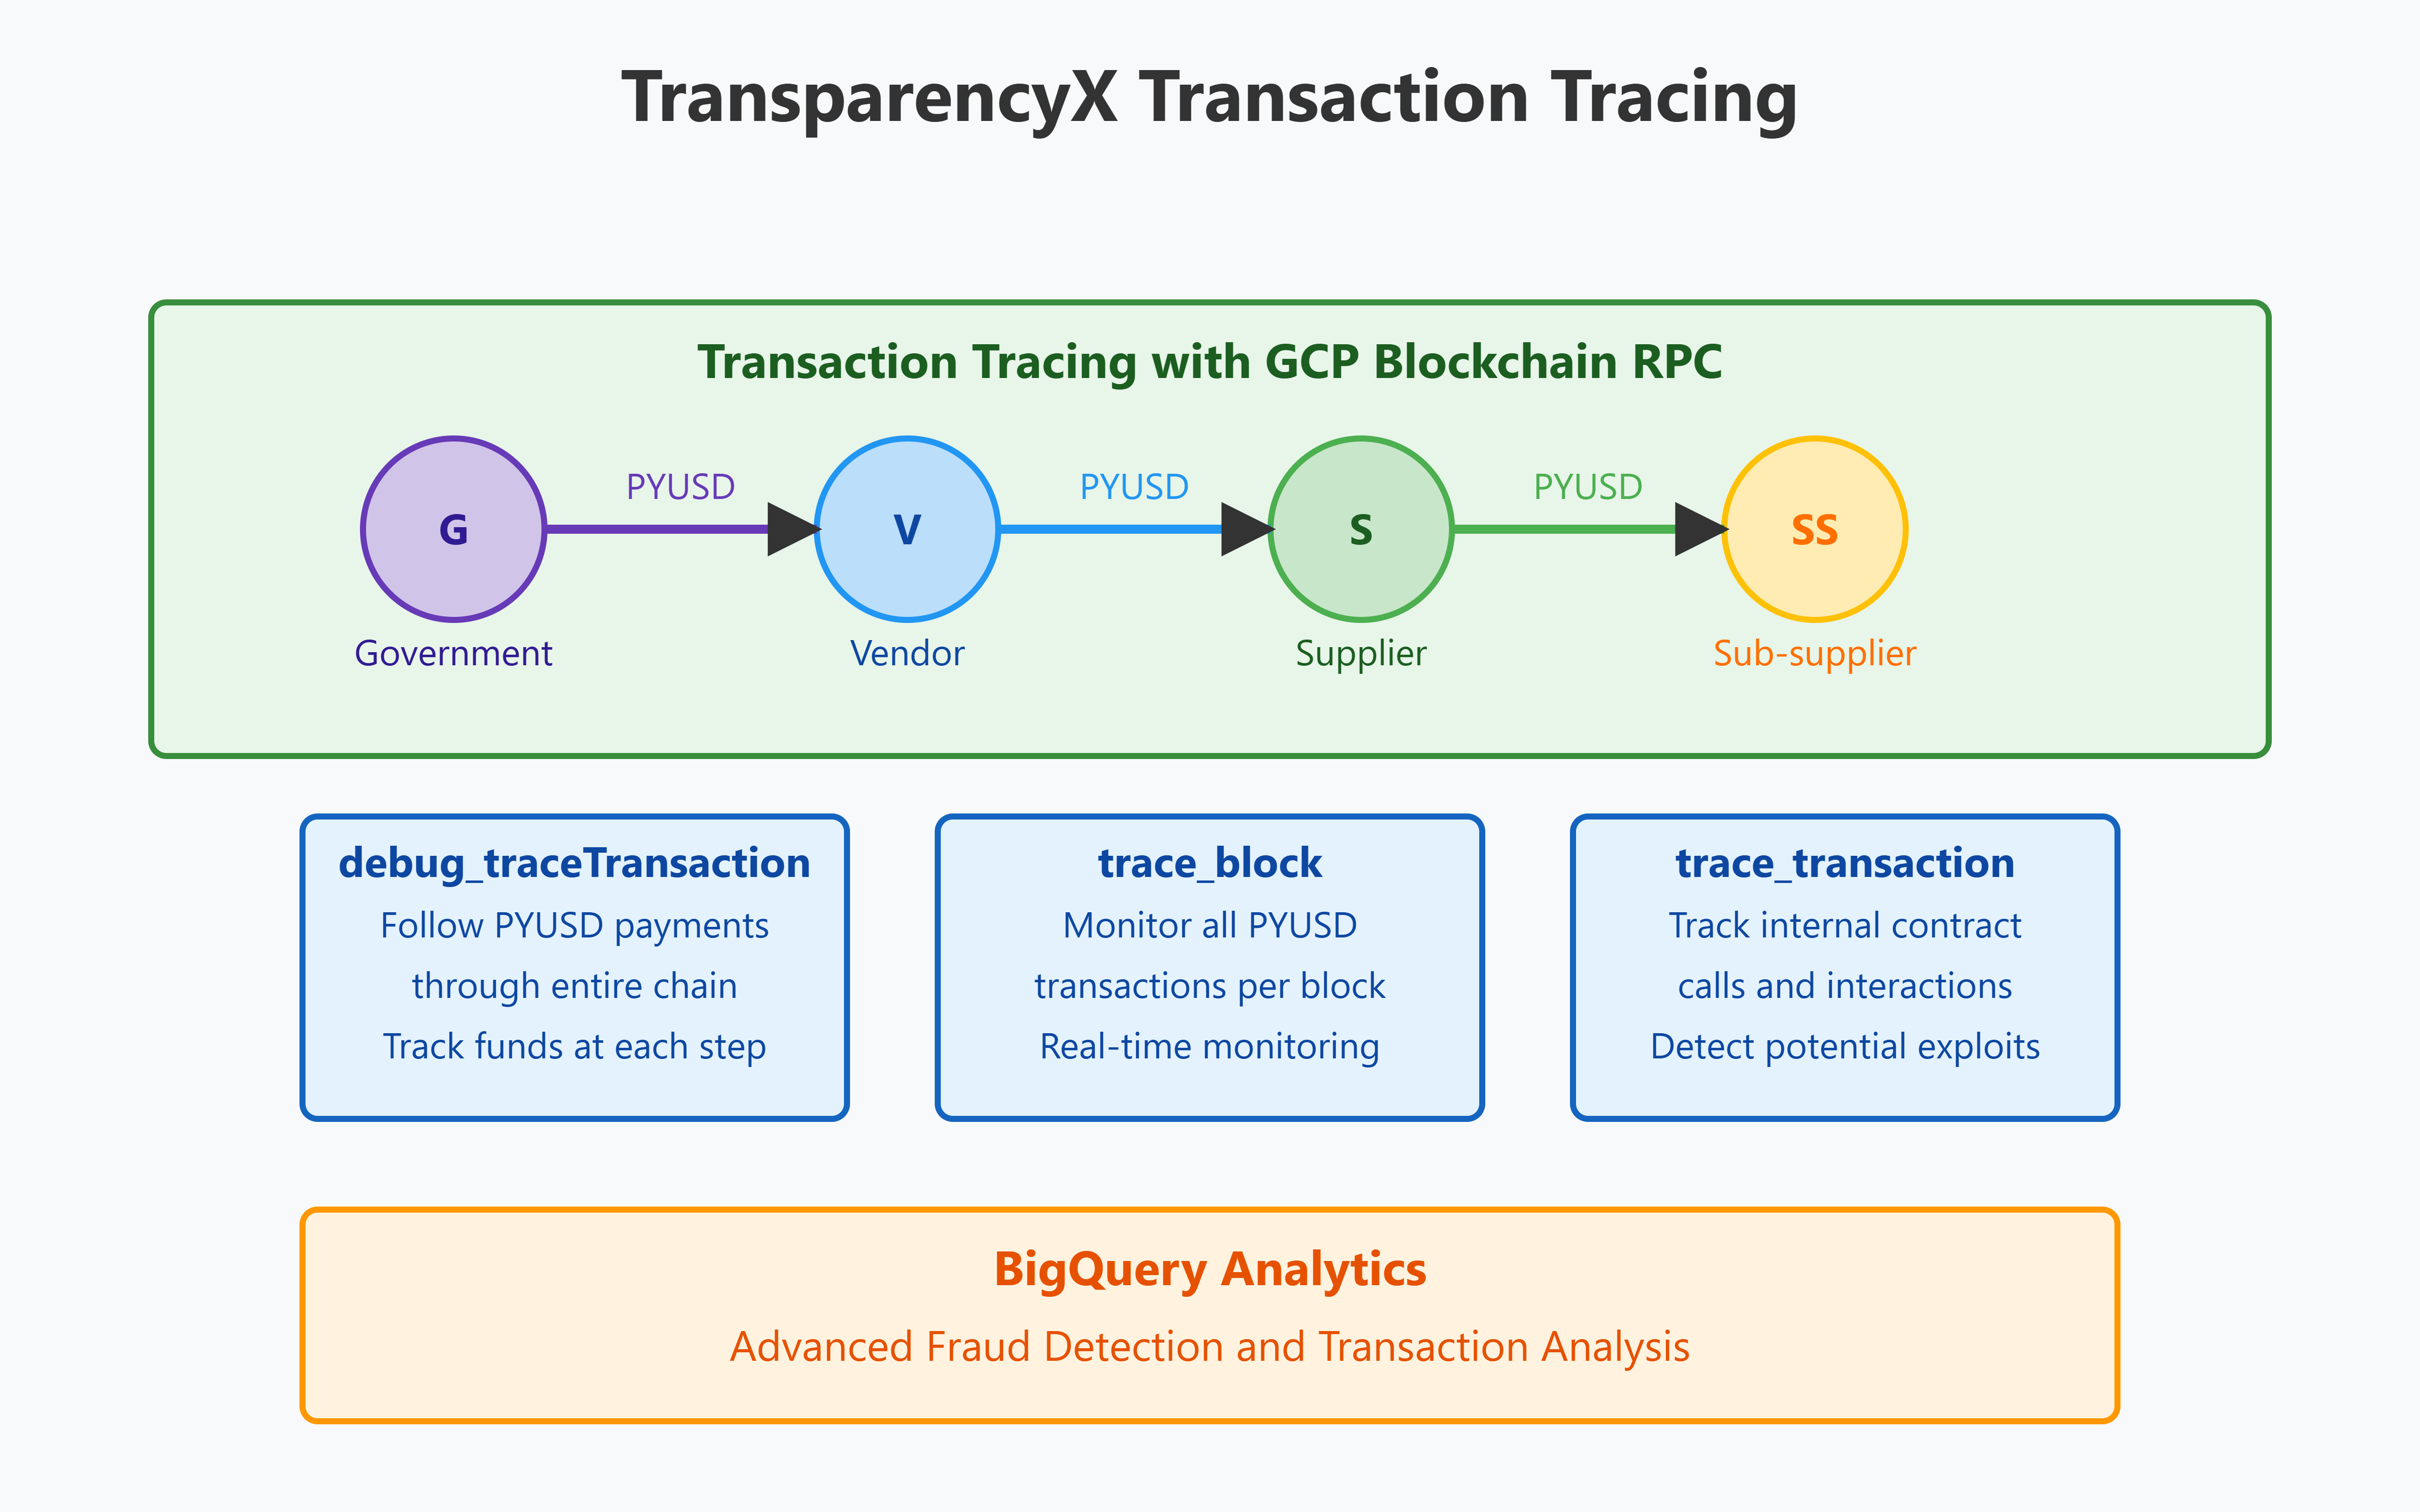 TransparencyX Transaction Tracing
Transaction Tracing with GCP Blockchain RPC
PYUSD
PYUSD
PYUSD
G
V
S
SS
Government
Vendor
Supplier
Sub-supplier
debug_traceTransaction
Follow PYUSD payments
through entire chain
Track funds at each step
trace_block
Monitor all PYUSD
transactions per block
Real-time monitoring
trace_transaction
Track internal contract
calls and interactions
Detect potential exploits
BigQuery Analytics
Advanced Fraud Detection and Transaction Analysis